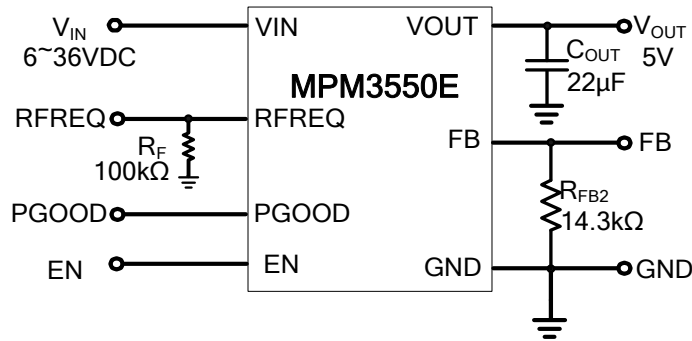 VIN
6~36VDC
VIN
VOUT
VOUT
5V
COUT
22μF
MPM3550E
RFREQ
RFREQ
RF
100kΩ
FB
FB
RFB2
14.3kΩ
PGOOD
PGOOD
EN
EN
GND
GND